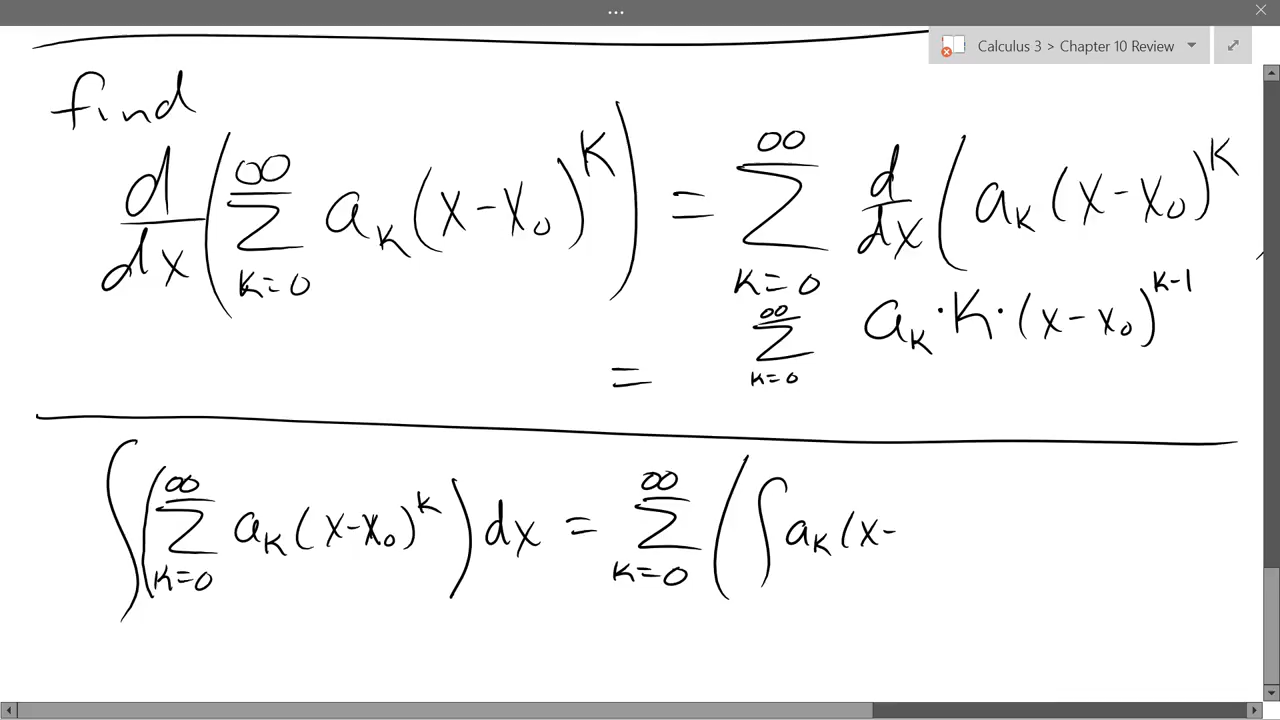 ...
Calculus 3 > Chapter 10 Review
find
d/dx (∑_{k=0}^{∞} a_k (x-x_0)^k) = ∑_{k=0}^{∞} d/dx (a_k (x-x_0)^k
= ∑_{k=0}^{∞} a_k · k · (x-x_0)^{k-1}
∫ (∑_{k=0}^{∞} a_k (x-x_0)^k) dx = ∑_{k=0}^{∞} (∫ a_k (x-